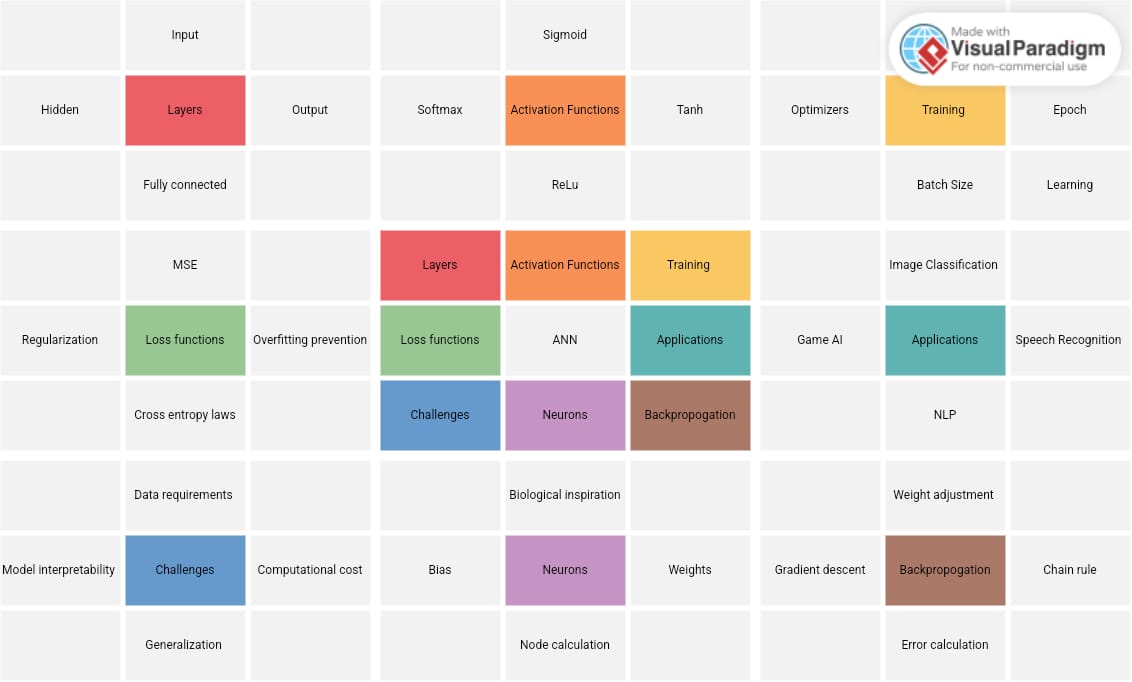 Input
Sigmoid
Made with
Visual Paradigm
For non-commercial use
Hidden
Layers
Output
Softmax
Activation Functions
Tanh
Optimizers
Training
Epoch
Fully connected
ReLu
Batch Size
Learning
MSE
Layers
Activation Functions
Training
Image Classification
Regularization
Loss functions
Overfitting prevention
Loss functions
ANN
Applications
Game AI
Applications
Speech Recognition
Cross entropy laws
Challenges
Neurons
Backpropogation
NLP
Data requirements
Biological inspiration
Weight adjustment
Model interpretability
Challenges
Computational cost
Bias
Neurons
Weights
Gradient descent
Backpropogation
Chain rule
Generalization
Node calculation
Error calculation